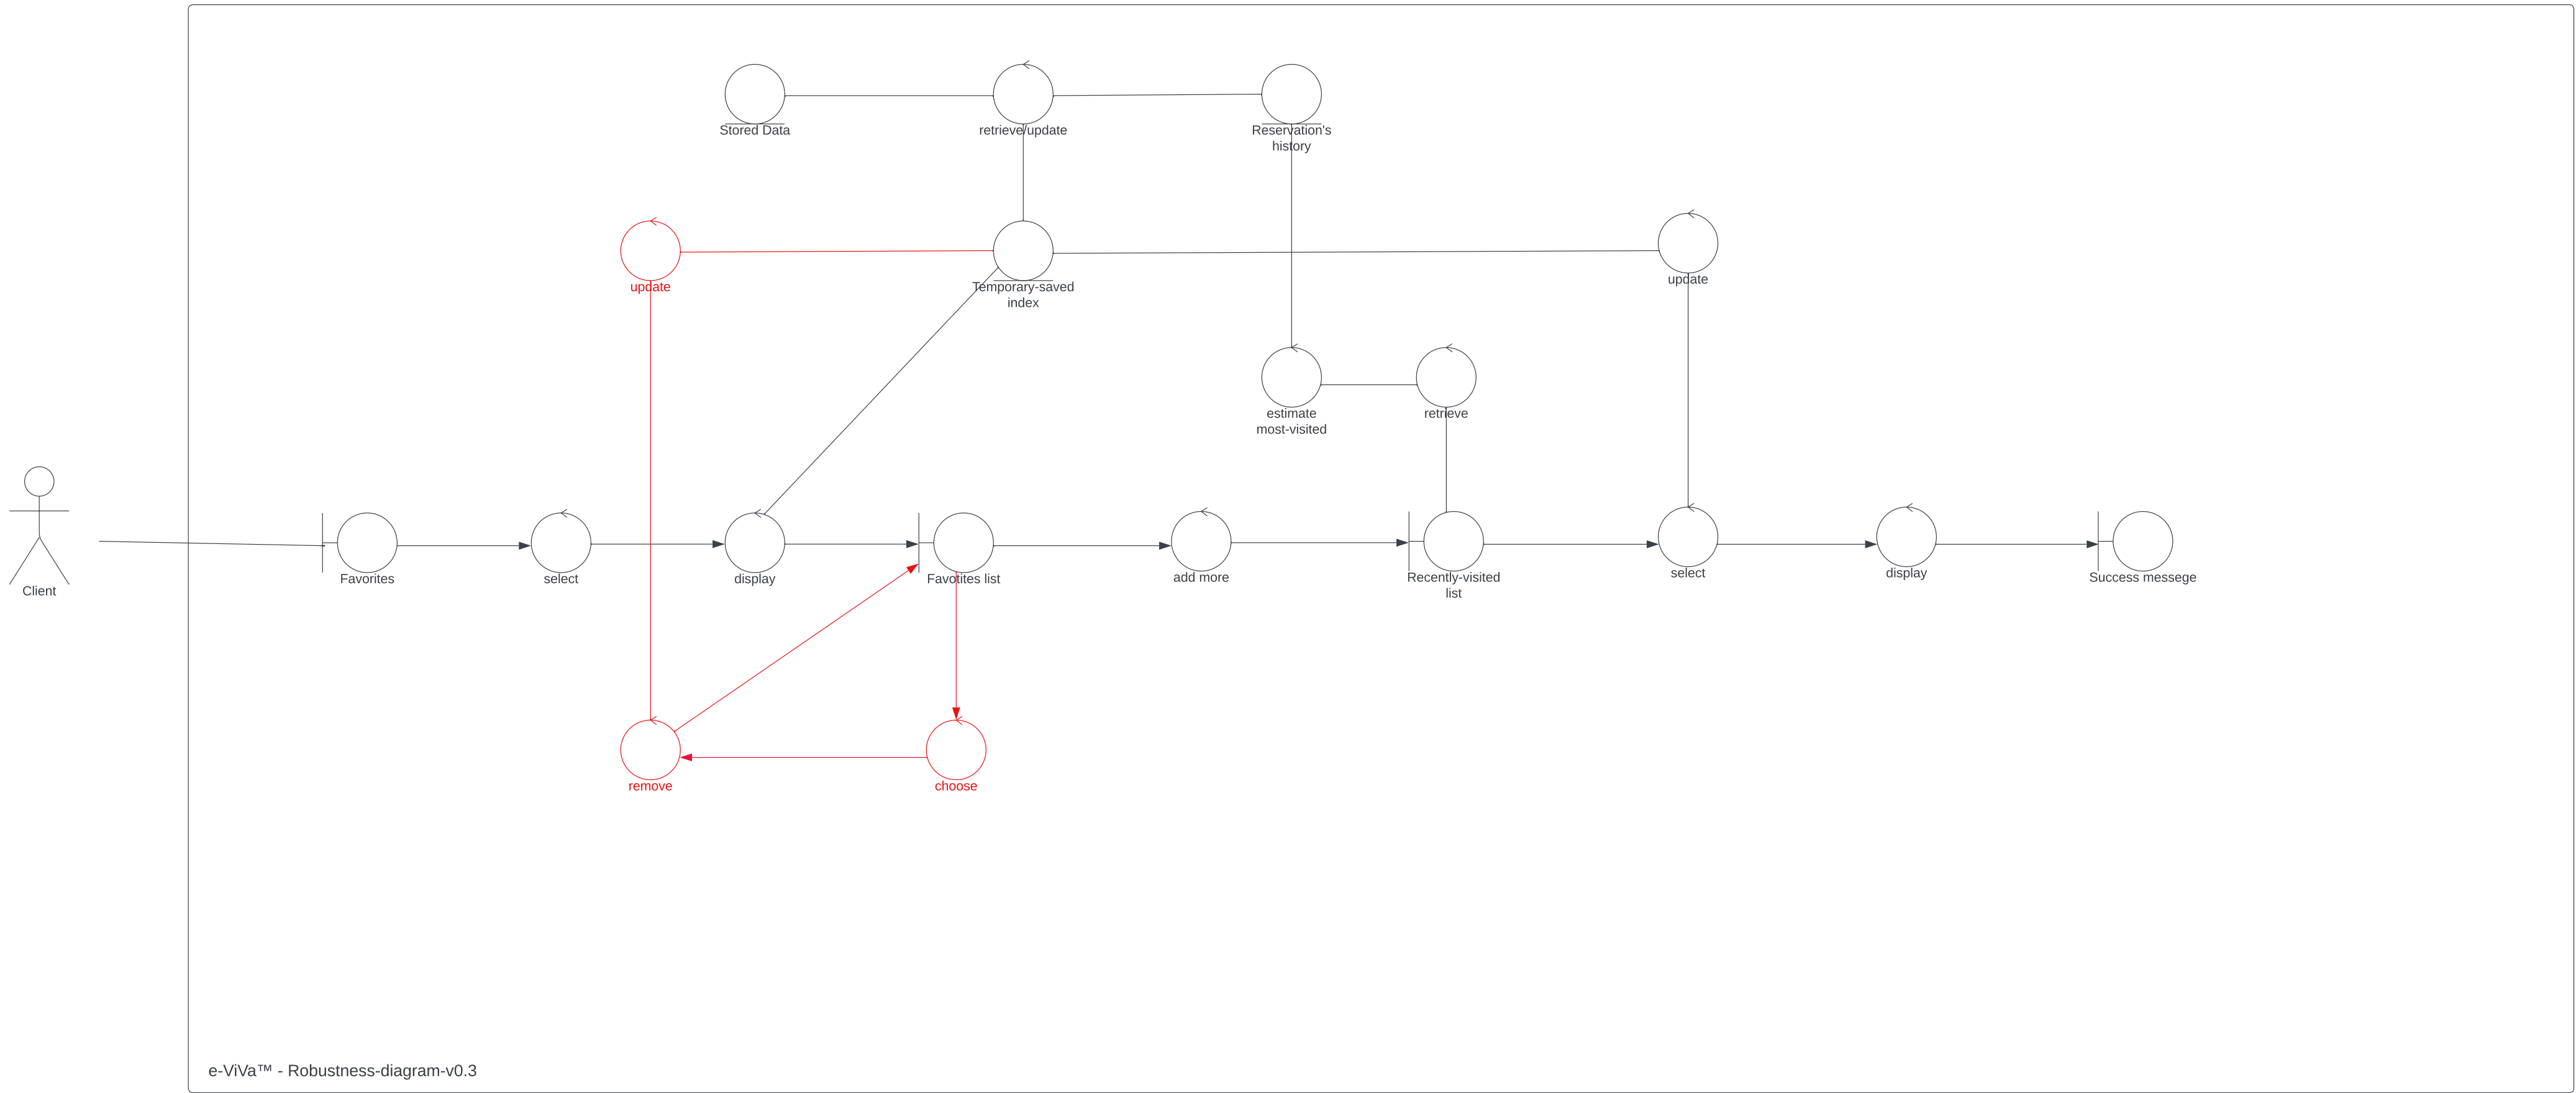 Stored Data
retrieve/update
Reservation's
history
update
Temporary-saved
index
update
estimate
most-visited
retrieve
Client
Favorites
select
display
Favotites list
add more
Recently-visited
list
select
display
Success messege
remove
choose
e-ViVa™ - Robustness-diagram-v0.3